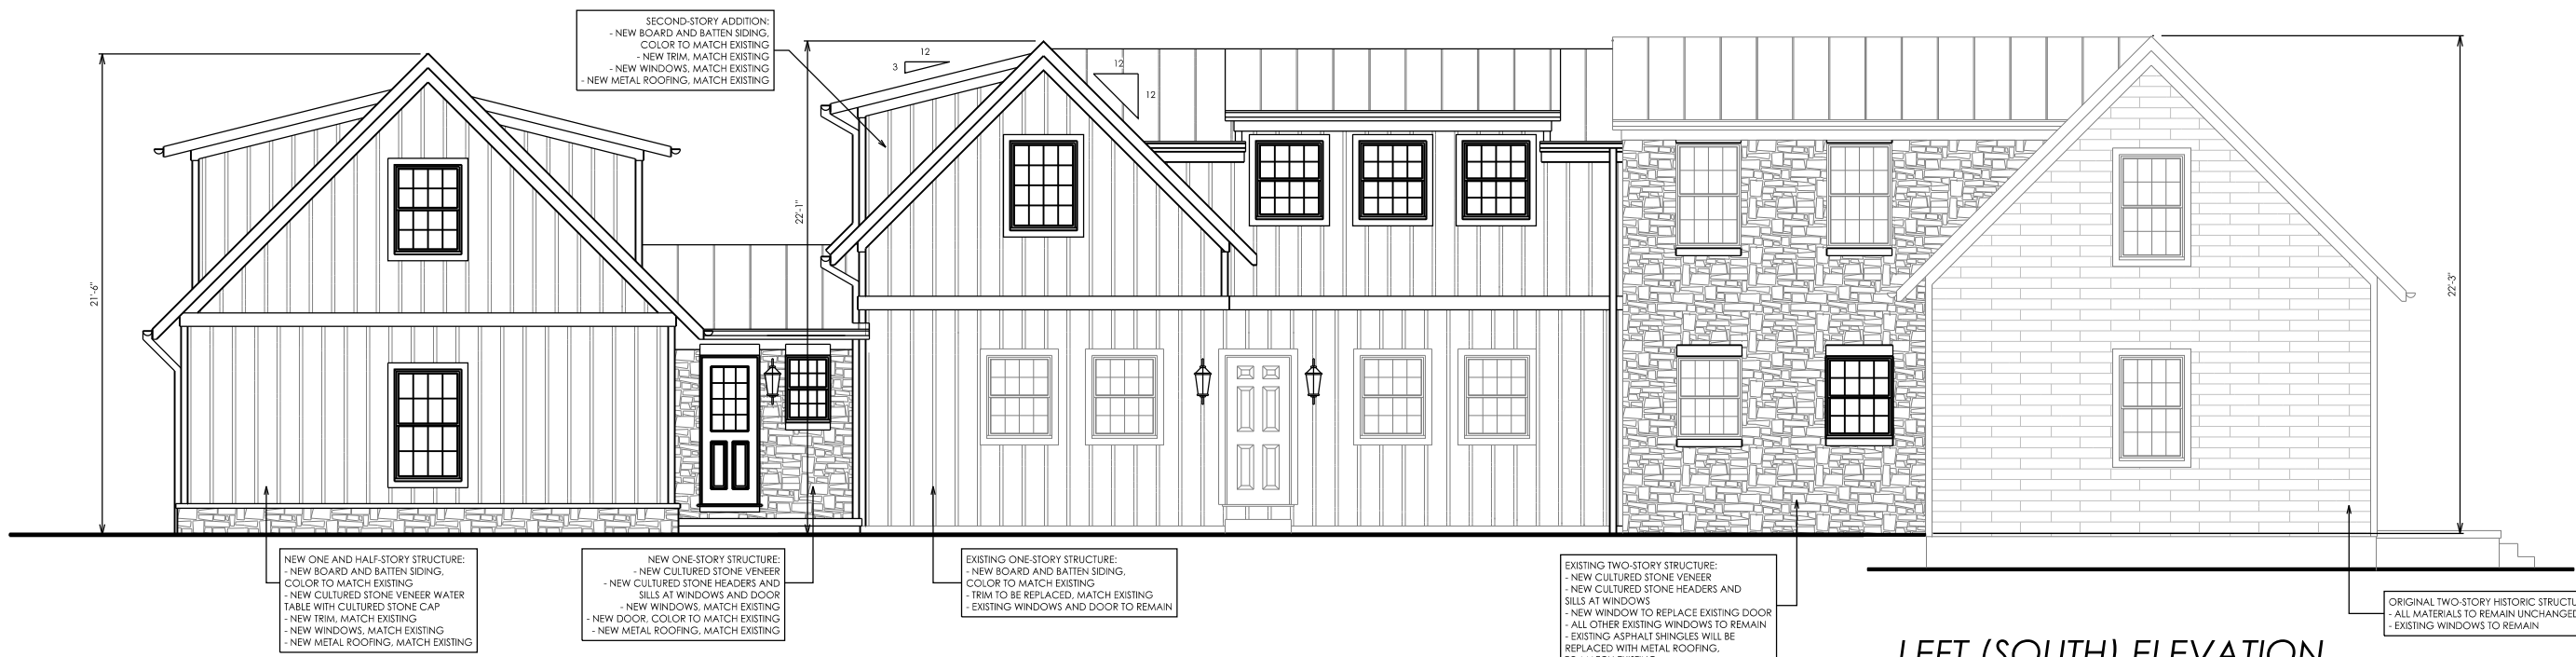 SECOND-STORY ADDITION:
- NEW BOARD AND BATTEN SIDING,
COLOR TO MATCH EXISTING
- NEW TRIM, MATCH EXISTING
- NEW WINDOWS, MATCH EXISTING
- NEW METAL ROOFING, MATCH EXISTING
12
3
12
12
21'-6"
22'-1"
22'-3"
NEW ONE AND HALF-STORY STRUCTURE:
- NEW BOARD AND BATTEN SIDING,
COLOR TO MATCH EXISTING
- NEW CULTURED STONE VENEER WATER
TABLE WITH CULTURED STONE CAP
- NEW TRIM, MATCH EXISTING
- NEW WINDOWS, MATCH EXISTING
- NEW METAL ROOFING, MATCH EXISTING
NEW ONE-STORY STRUCTURE:
- NEW CULTURED STONE VENEER
- NEW CULTURED STONE HEADERS AND
SILLS AT WINDOWS AND DOOR
- NEW WINDOWS, MATCH EXISTING
- NEW DOOR, COLOR TO MATCH EXISTING
- NEW METAL ROOFING, MATCH EXISTING
EXISTING ONE-STORY STRUCTURE:
- NEW BOARD AND BATTEN SIDING,
COLOR TO MATCH EXISTING
- TRIM TO BE REPLACED, MATCH EXISTING
- EXISTING WINDOWS AND DOOR TO REMAIN
EXISTING TWO-STORY STRUCTURE:
- NEW CULTURED STONE VENEER
- NEW CULTURED STONE HEADERS AND
SILLS AT WINDOWS
- NEW WINDOW TO REPLACE EXISTING DOOR
- ALL OTHER EXISTING WINDOWS TO REMAIN
- EXISTING ASPHALT SHINGLES WILL BE
REPLACED WITH METAL ROOFING,
ORIGINAL TWO-STORY HISTORIC STRUCTU
- ALL MATERIALS TO REMAIN UNCHANGED
- EXISTING WINDOWS TO REMAIN
LEFT (SOUTH) ELEVATION